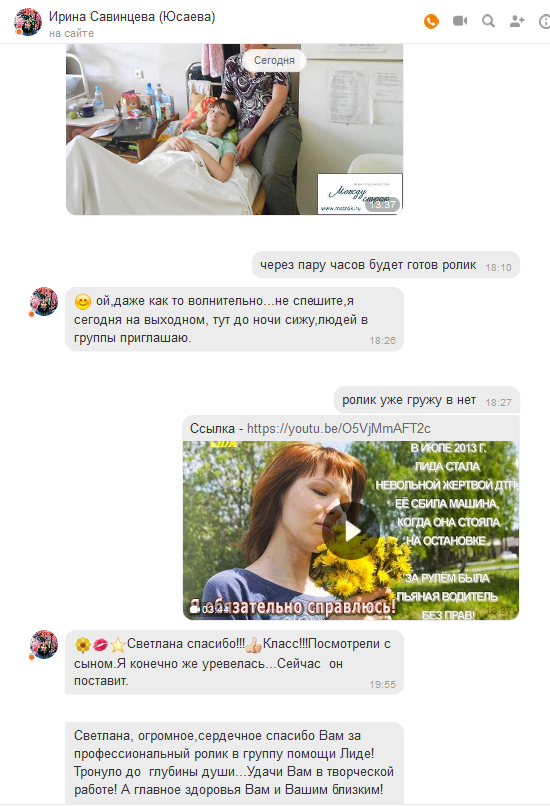 Ирина Савинцева (Юсаева)
на сайте
Сегодня
Между строк
www.mstrok.ru
13:37
через пару часов будет готов ролик 18:10
ой,даже как то волнительно...не спешите,я
сегодня на выходном, тут до ночи сижу,людей в
группы приглашаю. 18:26
ролик уже гружу в нет 18:27
Ссылка - https://youtu.be/O5VjMmAFT2c
В ИЮЛЕ 2013 Г.
ЛИДА СТАЛА
НЕВОЛЬНОЙ ЖЕРТВОЙ ДТП
ЕЁ СБИЛА МАШИНА,
КОГДА ОНА СТОЯЛА
НА ОСТАНОВКЕ.
ЗА РУЛЁМ БЫЛА
ПЬЯНАЯ ВОДИТЕЛЬ
БЕЗ ПРАВ!
Я обязательно справлюсь!
03:44
Светлана спасибо!!!Класс!!!Посмотрели с
сыном.Я конечно же уревелась...Сейчас он
поставит. 19:55
Светлана, огромное,сердечное спасибо Вам за
профессиональный ролик в группу помощи Лиде!
Тронуло до глубины души...Удачи Вам в творческой
работе! А главное здоровья Вам и Вашим близким!